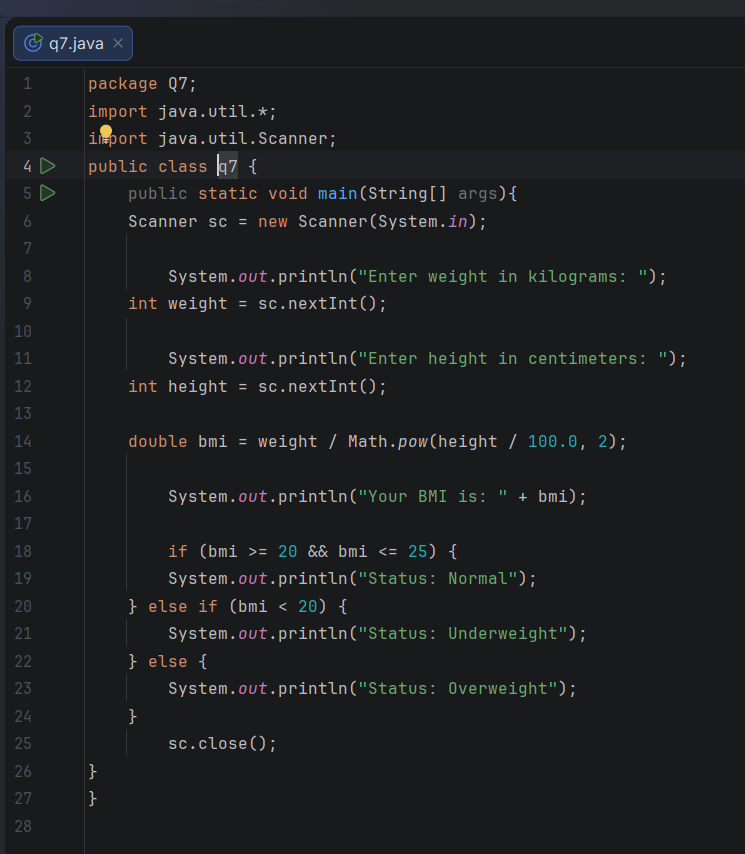 q7.java
1 package Q7;
2 import java.util.*;
3 import java.util.Scanner;
4 public class q7 {
5     public static void main(String[] args){
6     Scanner sc = new Scanner(System.in);
7
8         System.out.println("Enter weight in kilograms: ");
9     int weight = sc.nextInt();
10
11         System.out.println("Enter height in centimeters: ");
12     int height = sc.nextInt();
13
14     double bmi = weight / Math.pow(height / 100.0, 2);
15
16         System.out.println("Your BMI is: " + bmi);
17
18         if (bmi >= 20 && bmi <= 25) {
19         System.out.println("Status: Normal");
20     } else if (bmi < 20) {
21         System.out.println("Status: Underweight");
22     } else {
23         System.out.println("Status: Overweight");
24     }
25         sc.close();
26 }
27 }
28